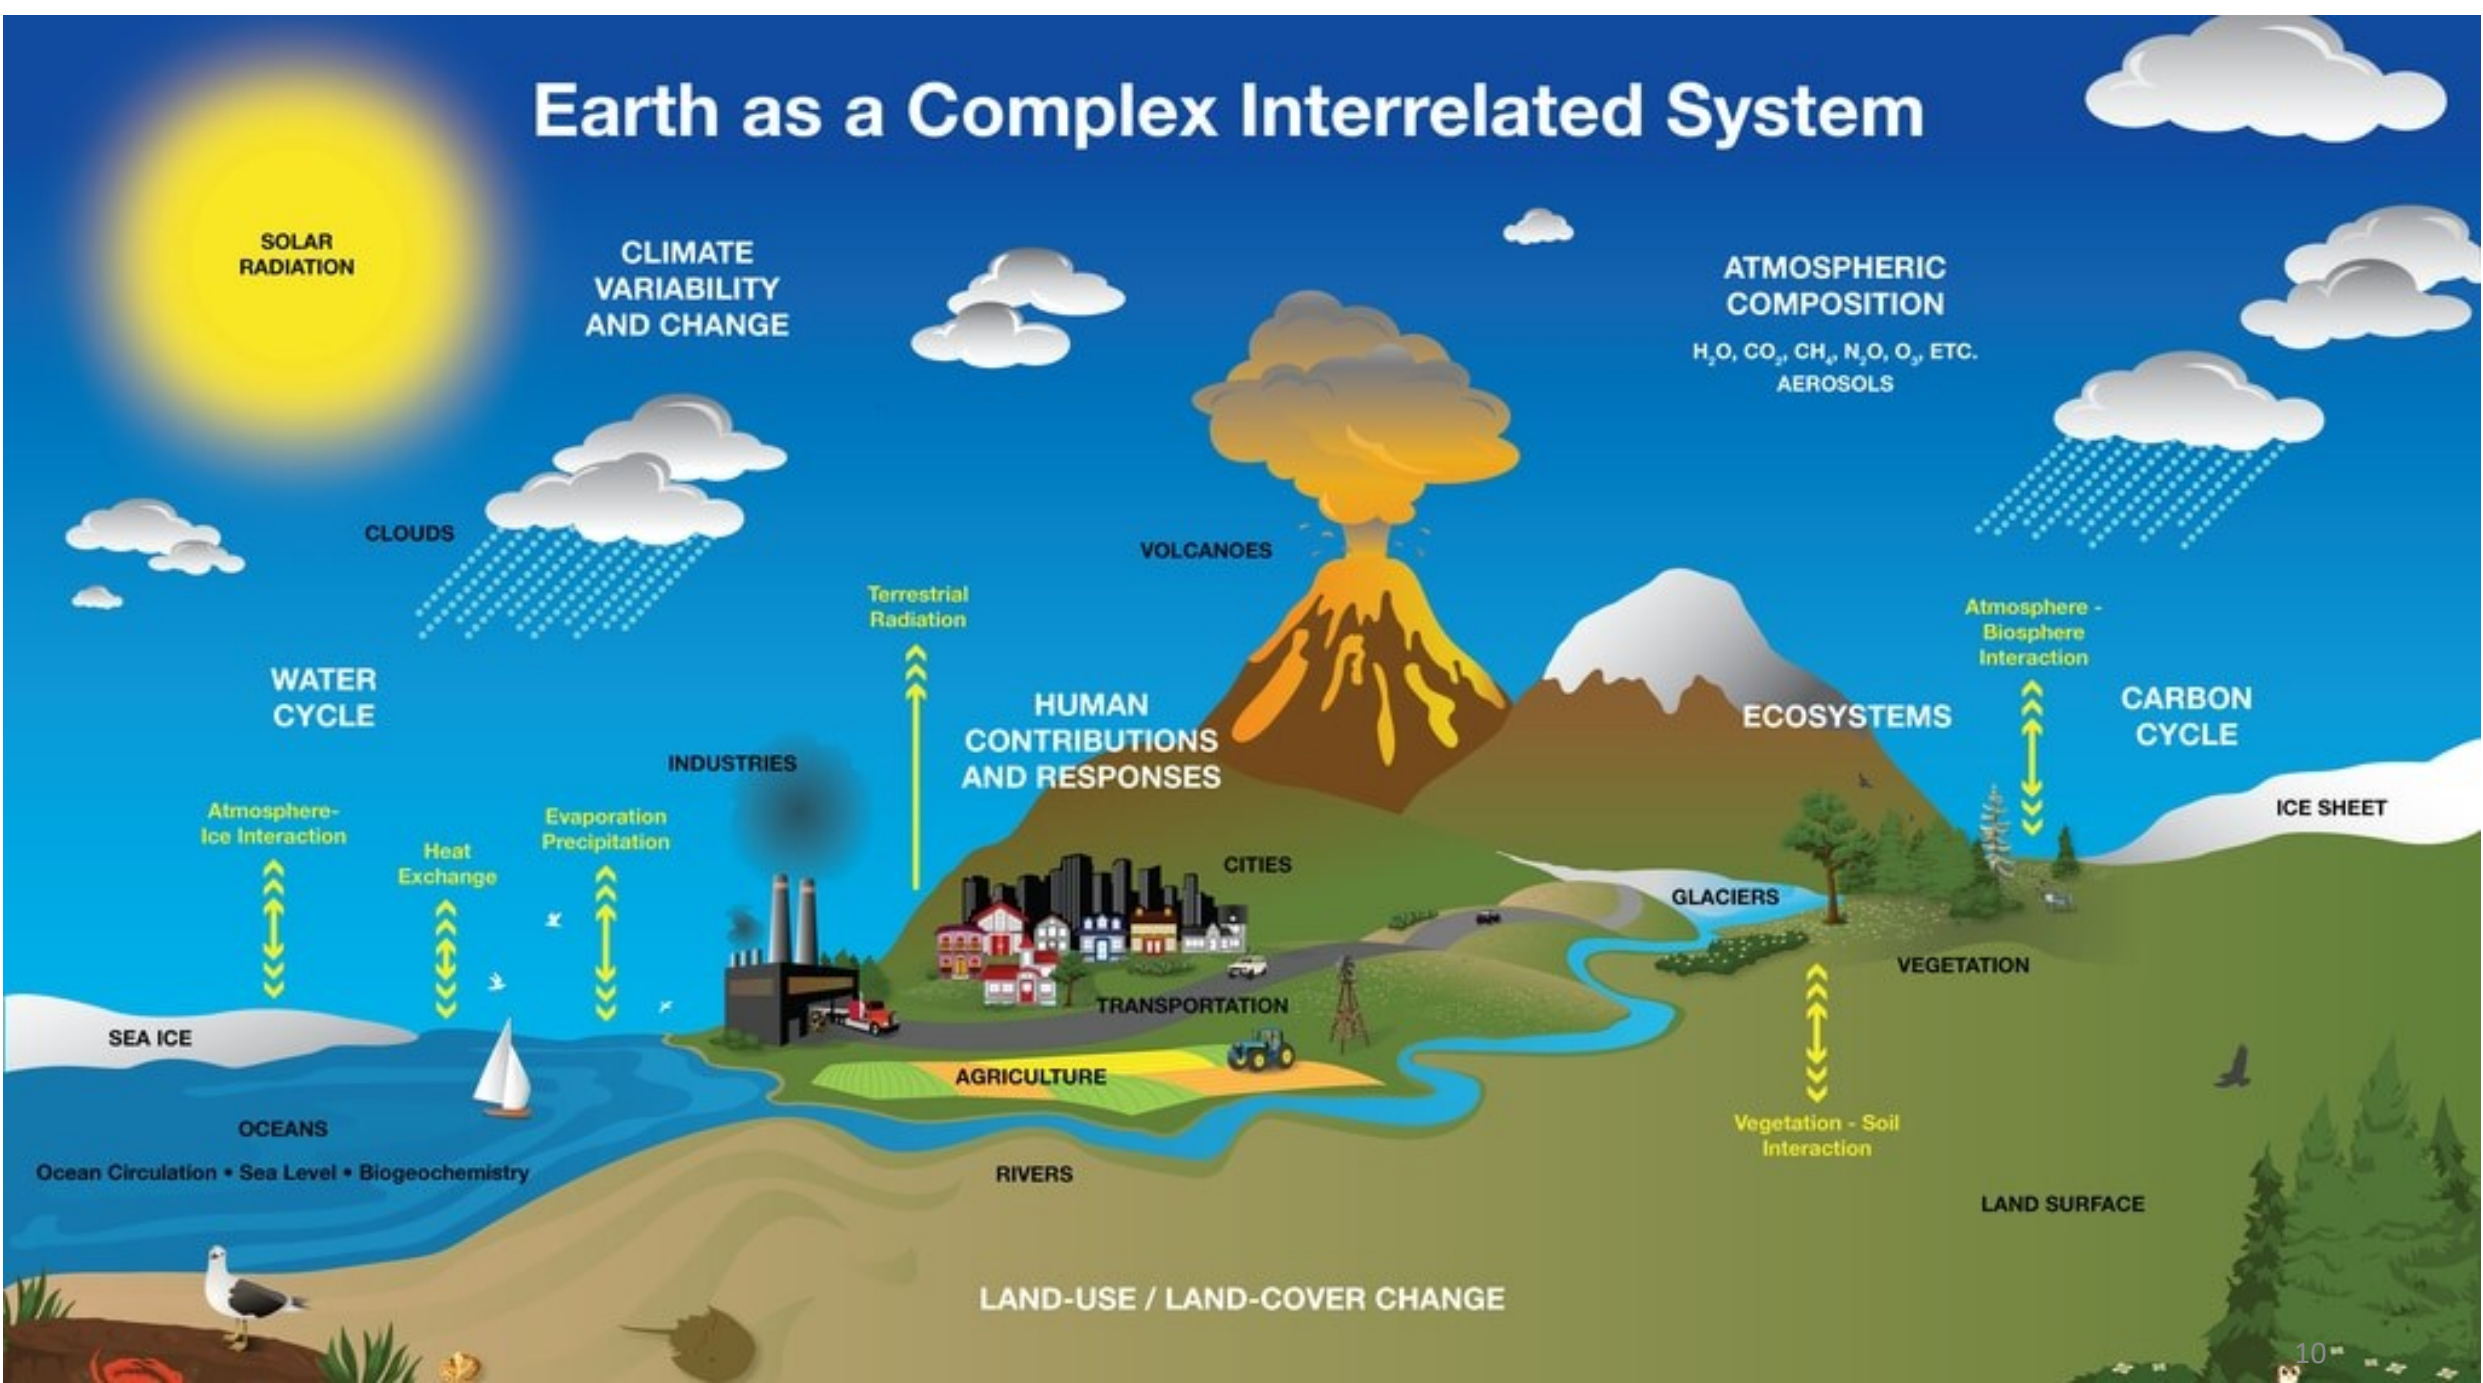 Earth as a Complex Interrelated System
SOLAR
RADIATION
CLIMATE
VARIABILITY
AND CHANGE
ATMOSPHERIC
COMPOSITION
H₂O, CO₂, CH₄, N₂O, O₃, ETC.
AEROSOLS
CLOUDS
VOLCANOES
Terrestrial
Radiation
Atmosphere -
Biosphere
Interaction
WATER
CYCLE
HUMAN
CONTRIBUTIONS
AND RESPONSES
ECOSYSTEMS
CARBON
CYCLE
INDUSTRIES
Atmosphere-
Ice Interaction
Heat
Exchange
Evaporation
Precipitation
ICE SHEET
CITIES
GLACIERS
VEGETATION
TRANSPORTATION
SEA ICE
AGRICULTURE
OCEANS
Ocean Circulation • Sea Level • Biogeochemistry
RIVERS
Vegetation - Soil
Interaction
LAND SURFACE
LAND-USE / LAND-COVER CHANGE
10